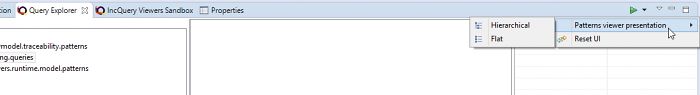 tion Query Explorer IncQuery Viewers Sandbox Properties
Hierarchical Patterns viewer presentation
Flat Reset UI
model.traceability.patterns
ng.queries
ers.runtime.model.patterns